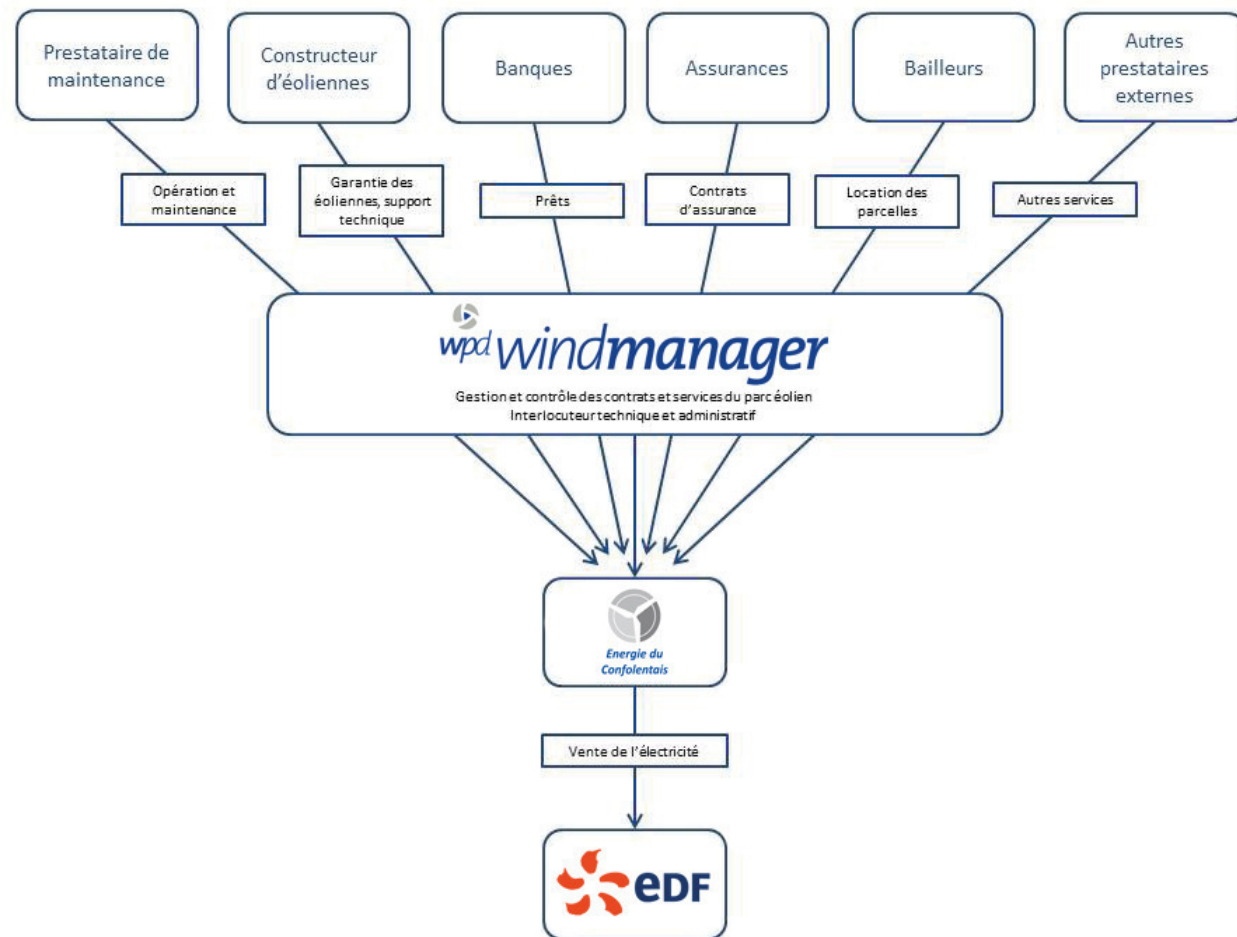 Prestataire de
maintenance
Constructeur
d'éoliennes
Banques
Assurances
Bailleurs
Autres
prestataires
externes
Opération et
maintenance
Garantie des
éoliennes, support
technique
Prêts
Contrats
d'assurance
Location des
parcelles
Autres services
wpd windmanager
Gestion et contrôle des contrats et services du parc éolien
Interlocuteur technique et administratif
Energie du
Confolentais
Vente de l'électricité
eDF